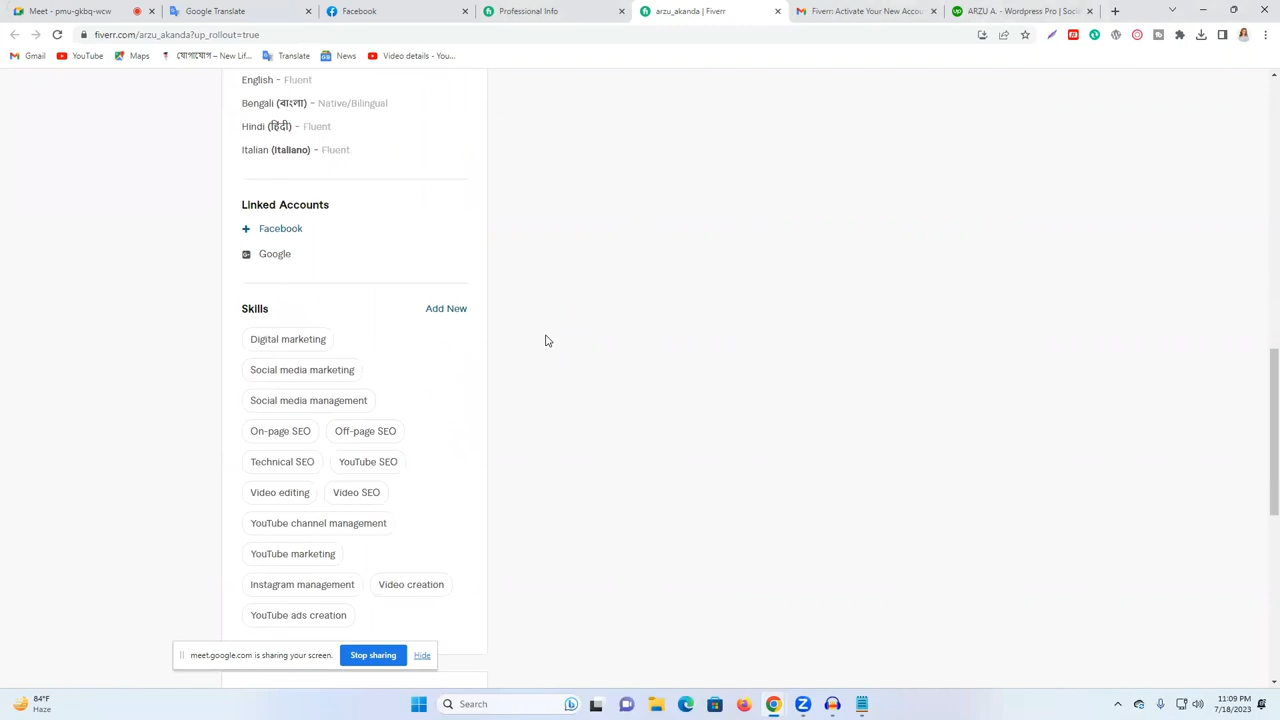 Meet - pmu-gkbq-wcw
Google Translate
Facebook
Professional Info
arzu_akanda | Fiverr
Fiverr: Activate Your New Accou
ARZU A. - Wordpress Pro | Socia
fiverr.com/arzu_akanda?up_rollout=true
Gmail
YouTube
Maps
যোগাযোগ – New Lif...
Translate
News
Video details - You...
English - Fluent
Bengali (বাংলা) - Native/Bilingual
Hindi (हिंदी) - Fluent
Italian (Italiano) - Fluent
Linked Accounts
Facebook
Google
Skills
Add New
Digital marketing
Social media marketing
Social media management
On-page SEO
Off-page SEO
Technical SEO
YouTube SEO
Video editing
Video SEO
YouTube channel management
YouTube marketing
Instagram management
Video creation
YouTube ads creation
meet.google.com is sharing your screen.
Stop sharing
Hide
84°F
Haze
Search
11:09 PM
7/18/2023